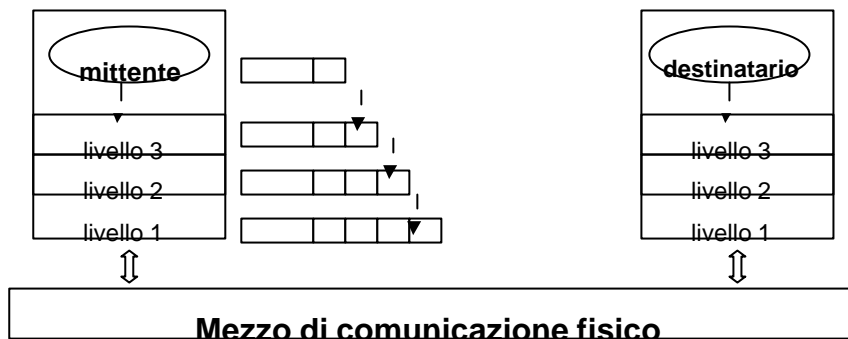 mittente
livello 3
livello 2
livello 1
destinatario
livello 3
livello 2
livello 1
Mezzo di comunicazione fisico